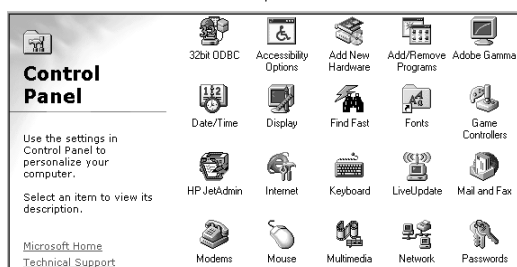 Control
Panel
Use the settings in
Control Panel to
personalize your
computer.
Select an item to view its
description.
Microsoft Home
Technical Support
32bit ODBC
Accessibility
Options
Add New
Hardware
Add/Remove
Programs
Adobe Gamma
Date/Time
Display
Find Fast
Fonts
Game
Controllers
HP JetAdmin
Internet
Keyboard
LiveUpdate
Mail and Fax
Modems
Mouse
Multimedia
Network
Passwords